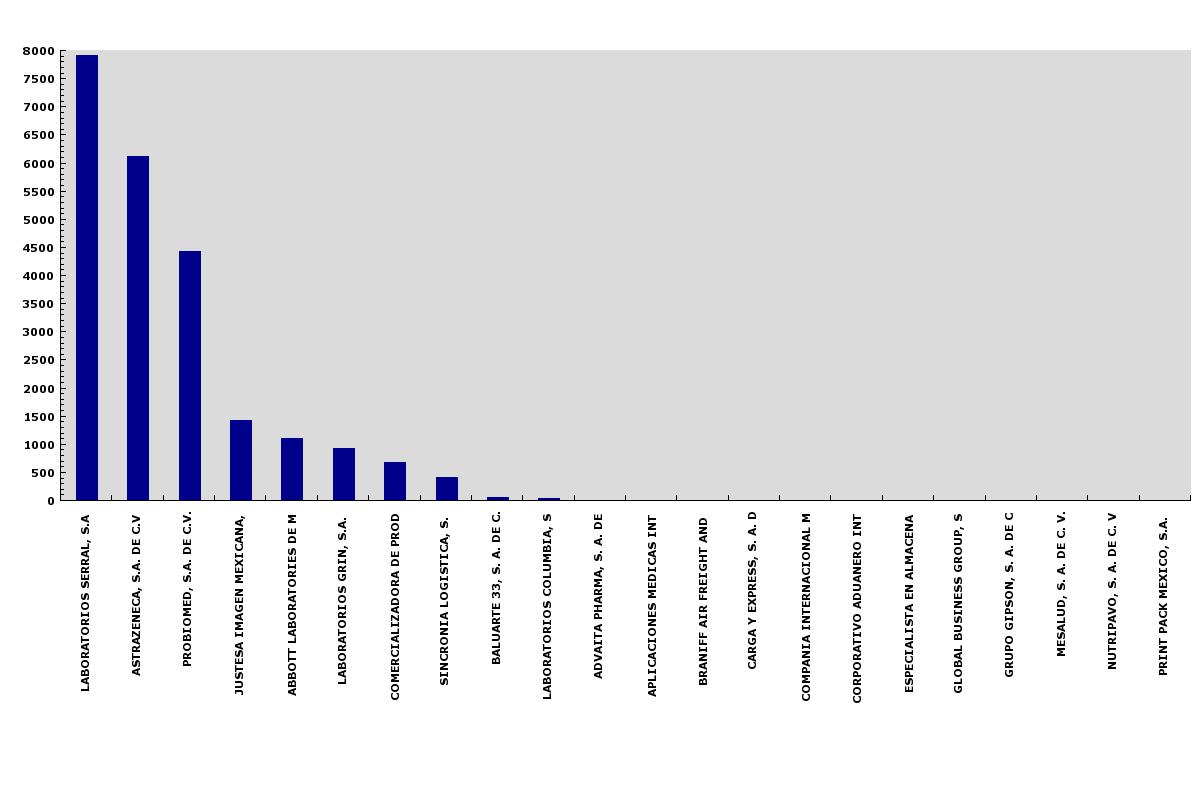 8000
7500
7000
6500
6000
5500
5000
4500
4000
3500
3000
2500
2000
1500
1000
500
0
LABORATORIOS SERRAL, S.A
ASTRAZENECA, S.A. DE C.V
PROBIOMED, S.A. DE C.V.
JUSTESA IMAGEN MEXICANA,
ABBOTT LABORATORIES DE M
LABORATORIOS GRIN, S.A.
COMERCIALIZADORA DE PROD
SINCRONIA LOGISTICA, S.
BALUARTE 33, S. A. DE C.
LABORATORIOS COLUMBIA, S
ADVAITA PHARMA, S. A. DE
APLICACIONES MEDICAS INT
BRANIFF AIR FREIGHT AND
CARGA Y EXPRESS, S. A. D
COMPANIA INTERNACIONAL M
CORPORATIVO ADUANERO INT
ESPECIALISTA EN ALMACENA
GLOBAL BUSINESS GROUP, S
GRUPO GIPSON, S. A. DE C
MESALUD, S. A. DE C. V.
NUTRIPAVO, S. A. DE C. V
PRINT PACK MEXICO, S.A.